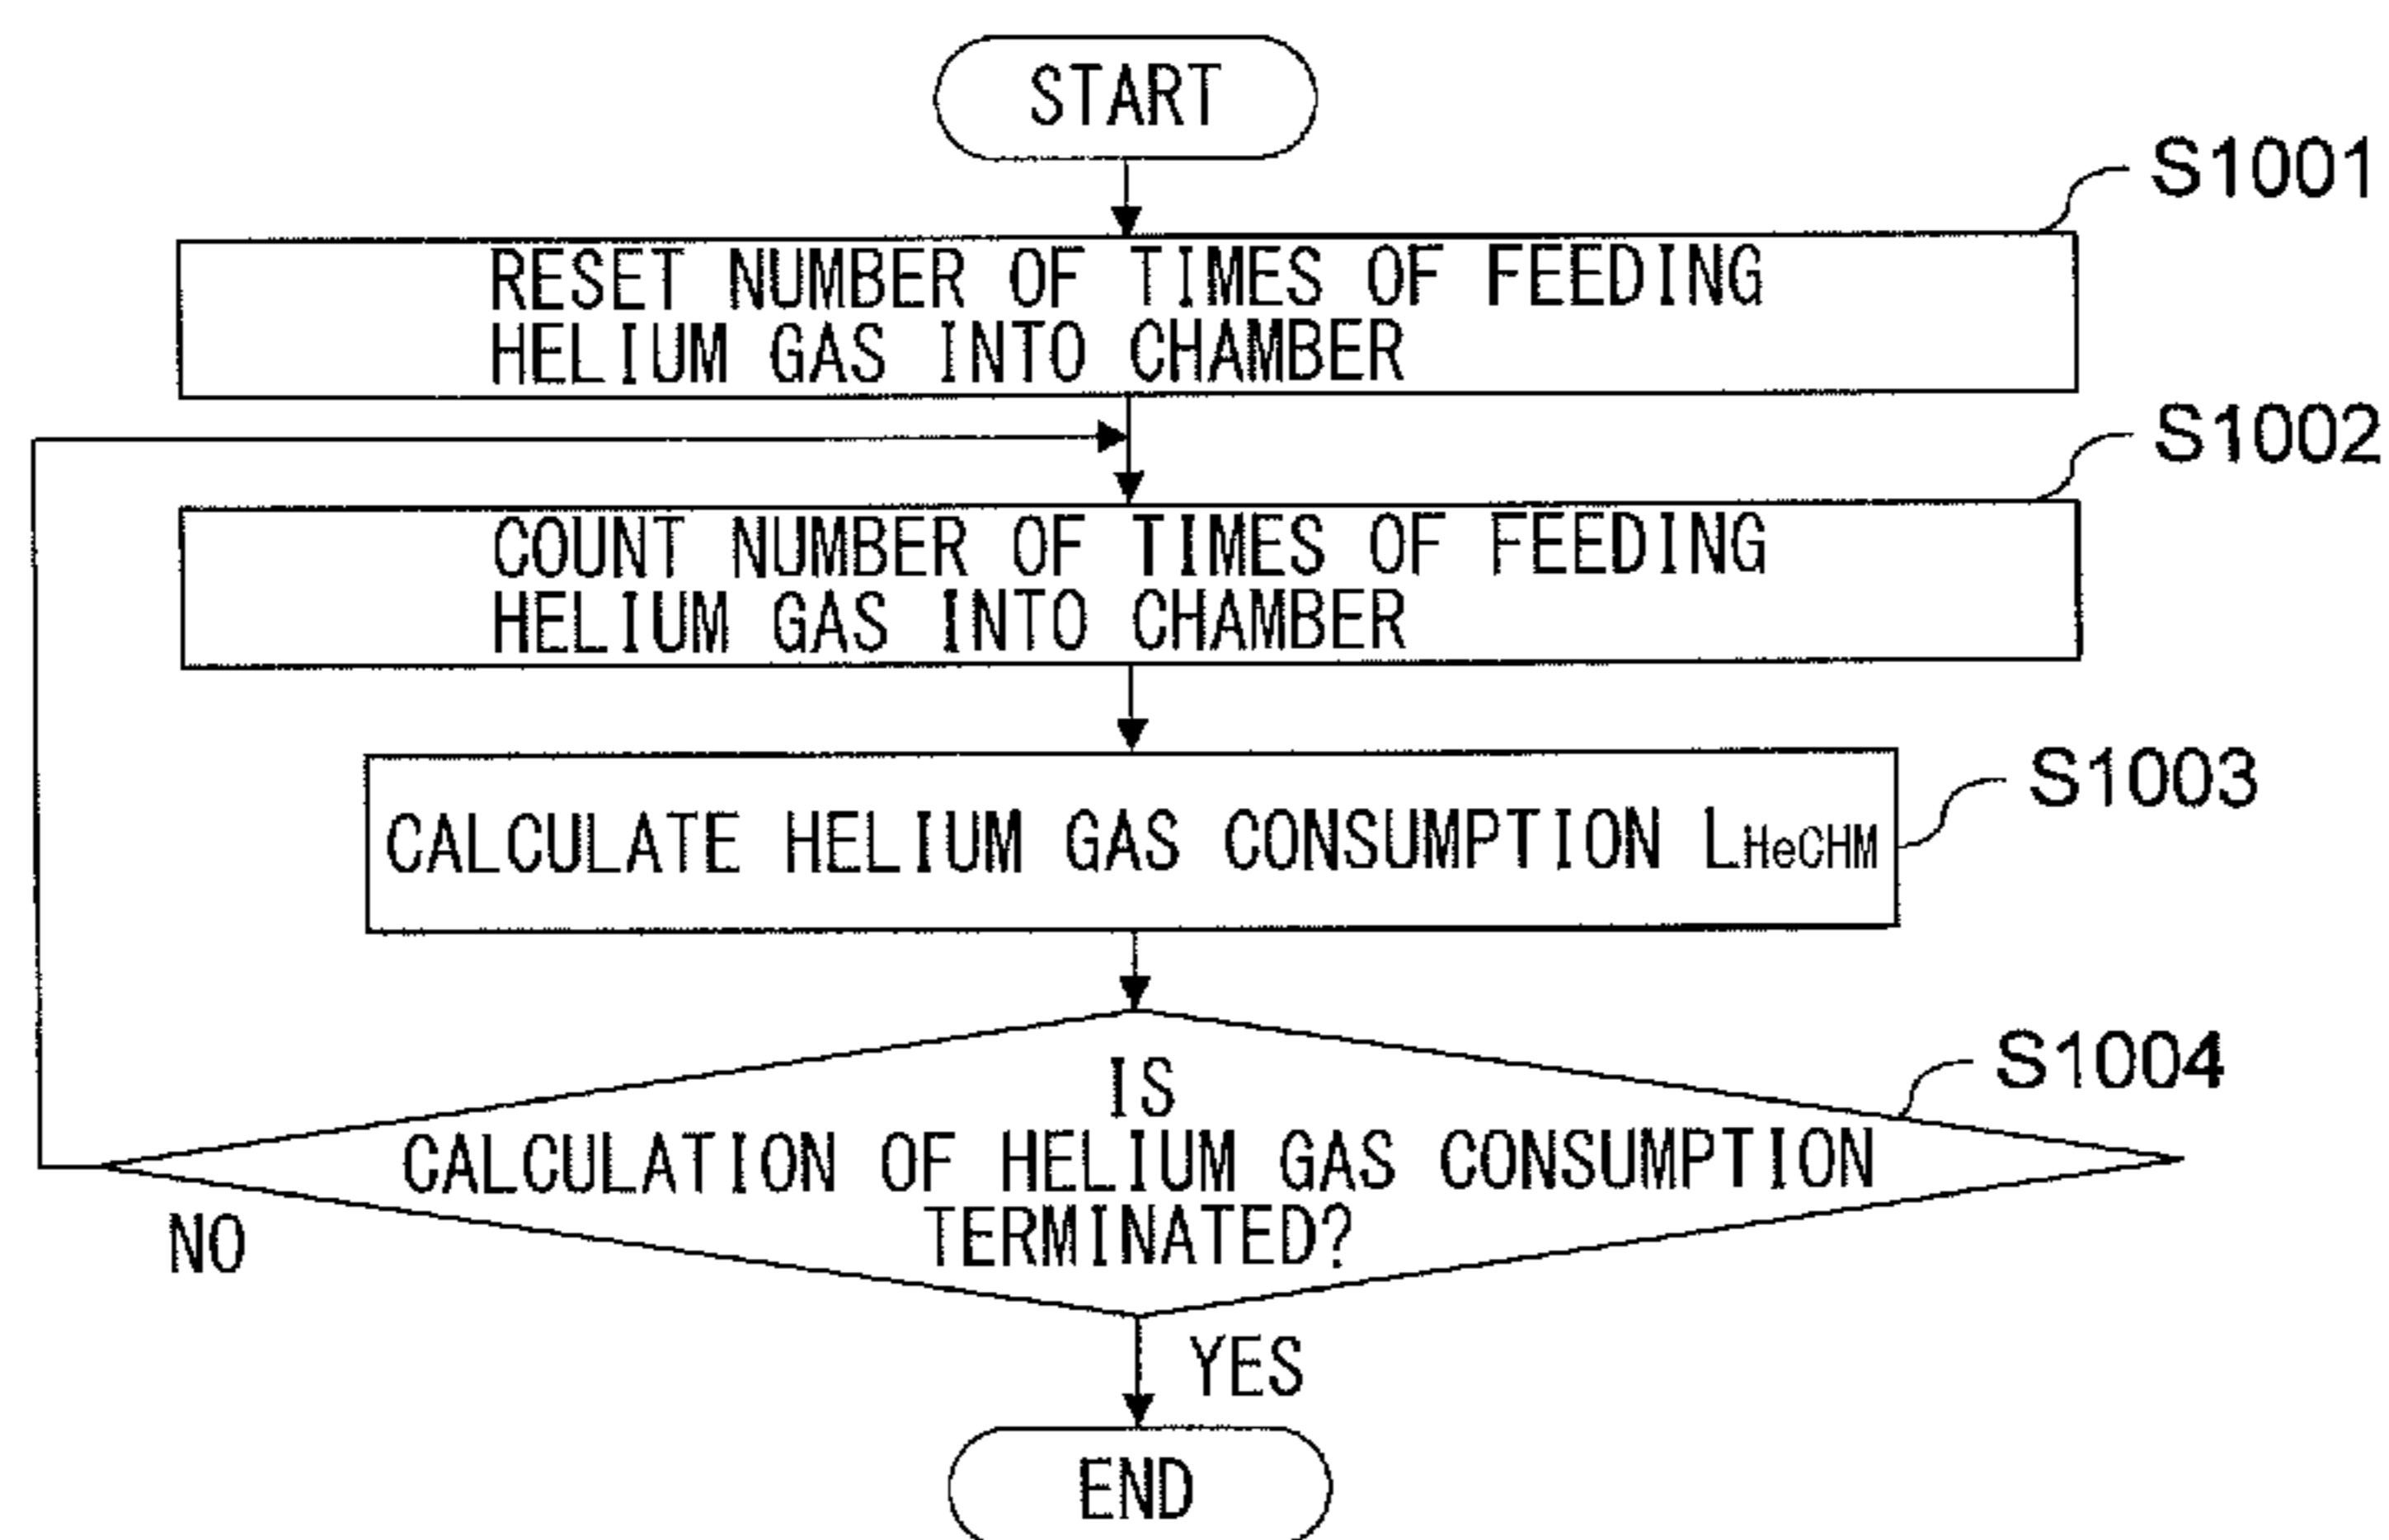 START
S1001
RESET NUMBER OF TIMES OF FEEDING
HELIUM GAS INTO CHAMBER
S1002
COUNT NUMBER OF TIMES OF FEEDING
HELIUM GAS INTO CHAMBER
S1003
CALCULATE HELIUM GAS CONSUMPTION LHeCHM
S1004
IS
CALCULATION OF HELIUM GAS CONSUMPTION
TERMINATED?
NO
YES
END